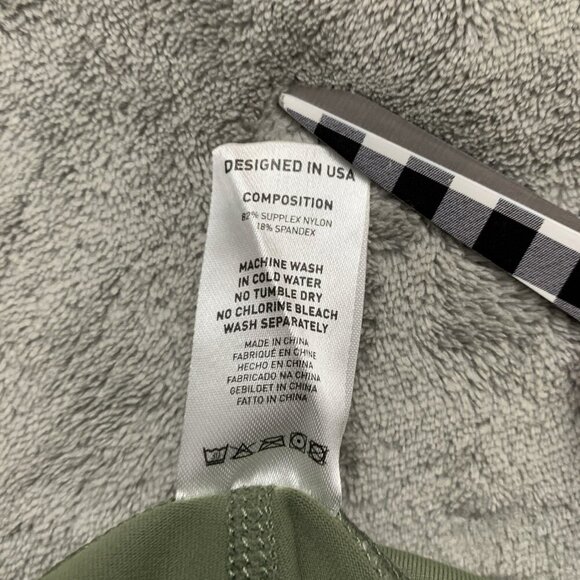 DESIGNED IN USA
COMPOSITION
82% SUPPLEX NYLON
18% SPANDEX
MACHINE WASH
IN COLD WATER
NO TUMBLE DRY
NO CHLORINE BLEACH
WASH SEPARATELY
MADE IN CHINA
FABRIQUÉ EN CHINE
HECHO EN CHINA
FABRICADO NA CHINA
GEBILDET IN CHINA
FATTO IN CHINA